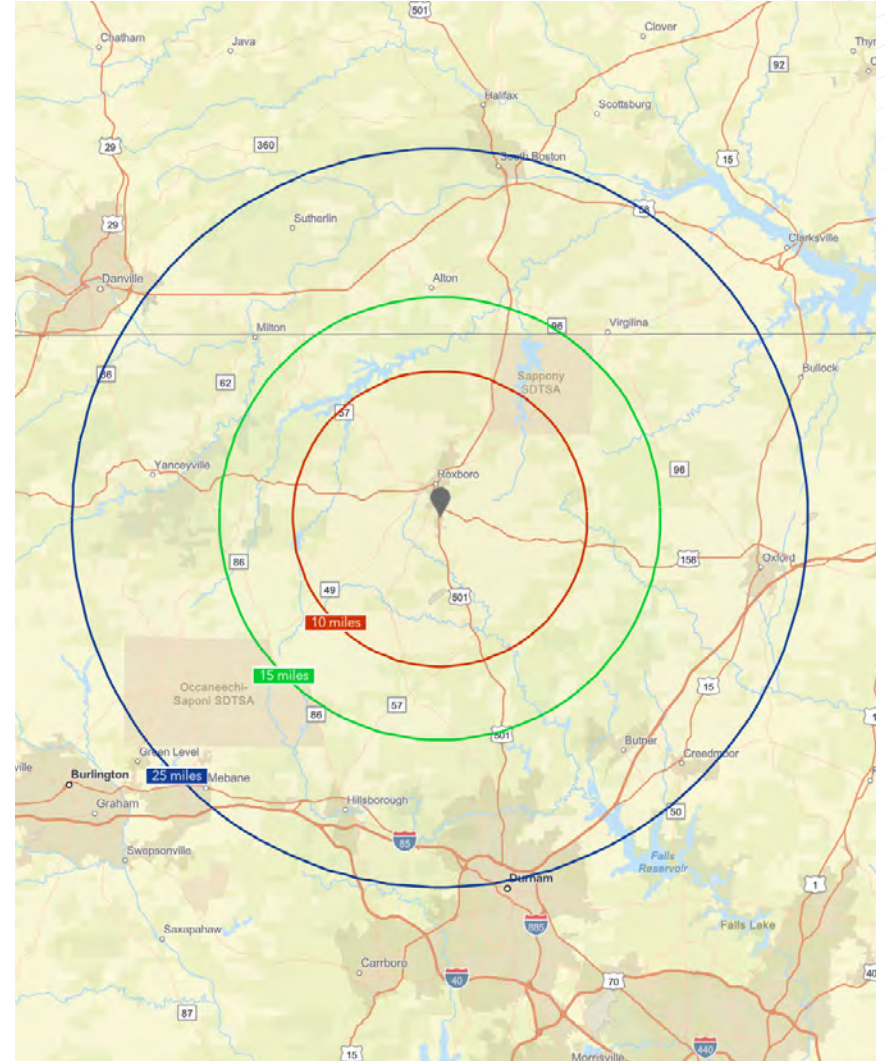 501
Clover
Chatham
Java
Thyr
92
Halifax
Scottsburg
29
360
15
South Boston
58
29
Sutherlin
Clarksville
Danville
Alton
Milton
96
Virgilina
86
62
Sappony
SDTSA
Bullock
57
Yanceyville
Roxboro
96
86
158
Oxford
49
501
10 miles
15 miles
Occaneechi-
Saponi SDTSA
15
86
57
501
Butner
Green Level
Creedmoor
ville
Burlington
25 miles
Mebane
Graham
Hillsborough
50
85
Swepsonville
Falls
Reservoir
Durham
1
885
Saxapahaw
Falls Lake
Carrboro
40
70
40
87
15
440
Morrisville